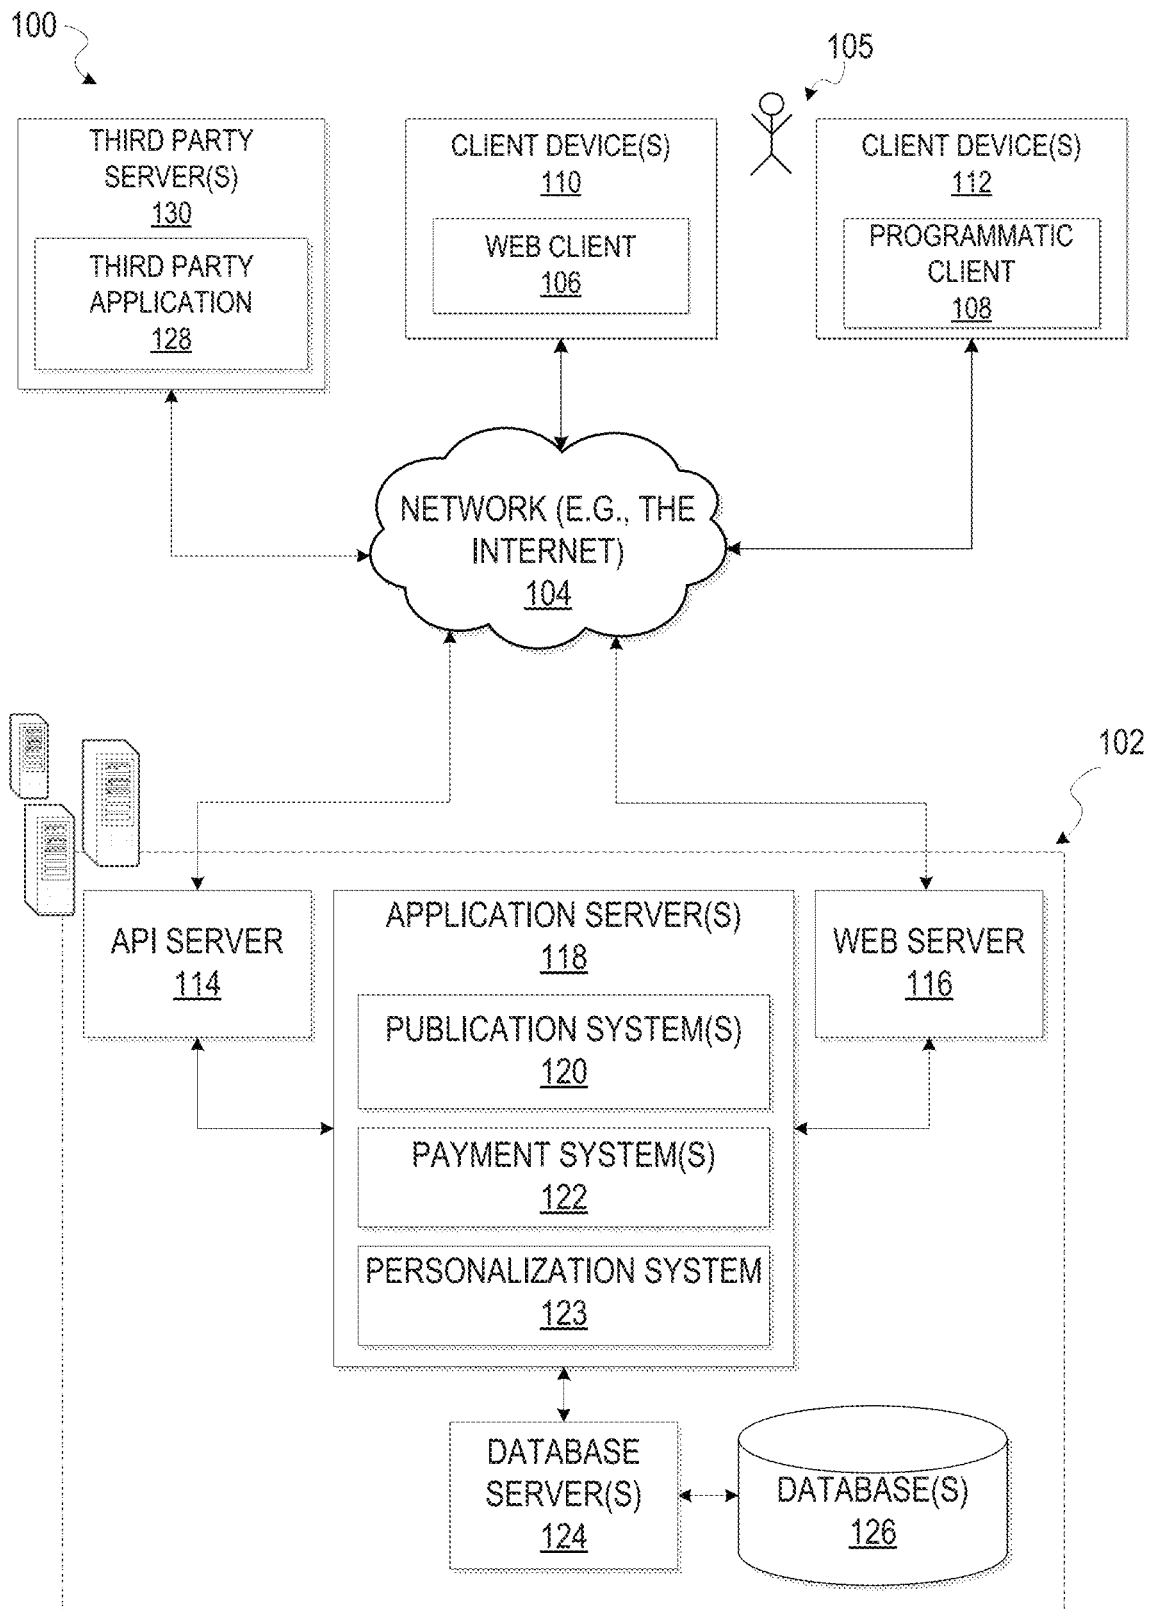 100
105
THIRD PARTY
SERVER(S)
130
THIRD PARTY
APPLICATION
128
CLIENT DEVICE(S)
110
WEB CLIENT
106
CLIENT DEVICE(S)
112
PROGRAMMATIC
CLIENT
108
NETWORK (E.G., THE
INTERNET)
104
102
API SERVER
114
APPLICATION SERVER(S)
118
PUBLICATION SYSTEM(S)
120
PAYMENT SYSTEM(S)
122
PERSONALIZATION SYSTEM
123
WEB SERVER
116
DATABASE
SERVER(S)
124
DATABASE(S)
126